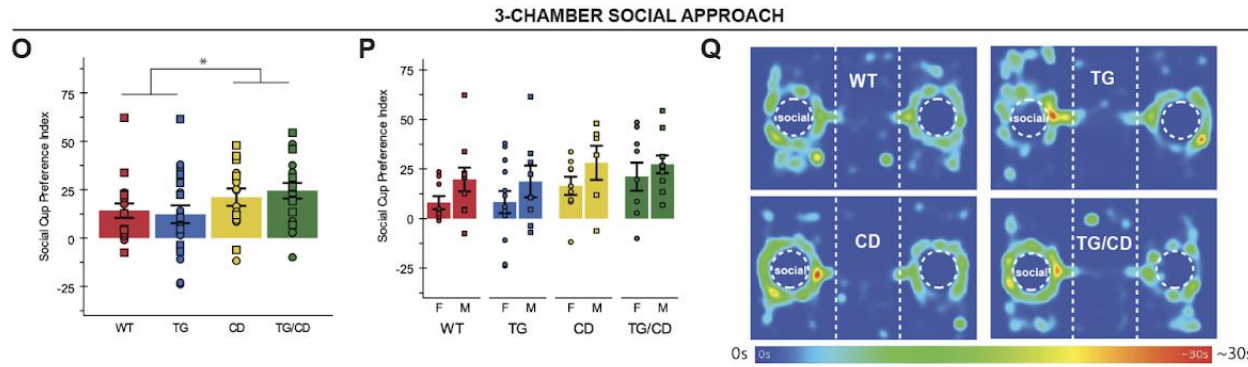 3-CHAMBER SOCIAL APPROACH
O
*
Social Cup Preference Index
75
50
25
0
-25
WT
TG
CD
TG/CD
P
Social Cup Preference Index
75
50
25
0
-25
F M F M F M F M
WT
TG
CD
TG/CD
Q
WT
social
TG
social
CD
social
TG/CD
social
0s
0s
~30s
~30s